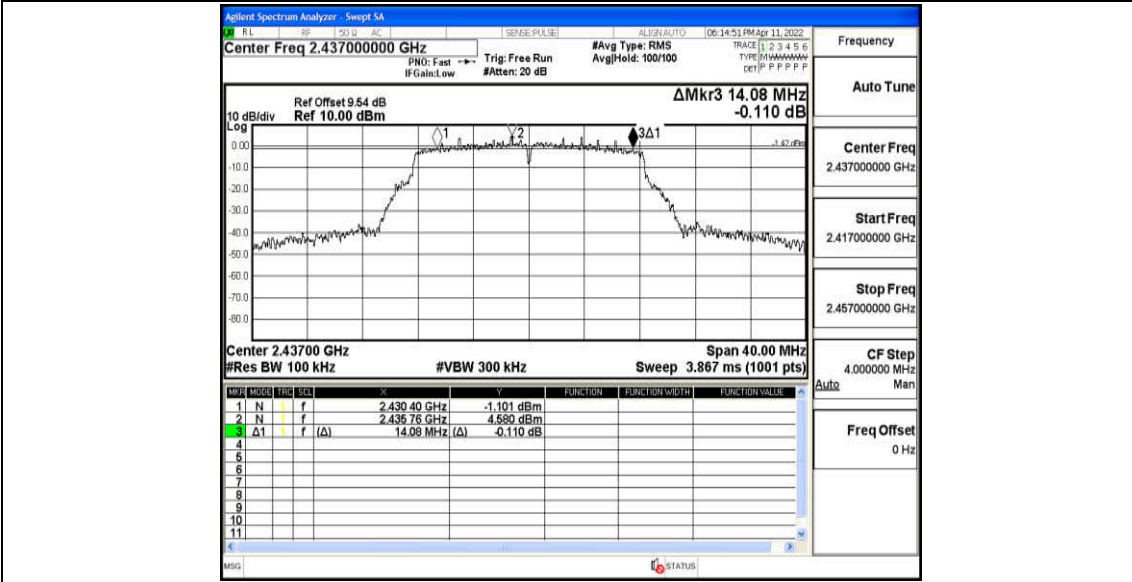 Agilent Spectrum Analyzer - Swept SA
RL RF 50 Ω AC SENSE:PULSE ALIGN AUTO 06:14:51 PM Apr 11, 2022
Center Freq 2.437000000 GHz
PNO: Fast
IFGain:Low
Trig: Free Run
#Atten: 20 dB
#Avg Type: RMS
Avg|Hold: 100/100
TRACE 1 2 3 4 5 6
TYPE M W W W W W
DET P P P P P P
ΔMkr3 14.08 MHz
-0.110 dB
Ref Offset 9.54 dB
10 dB/div Ref 10.00 dBm
Log
1 2 3Δ1
0.00
-10.0
-20.0
-30.0
-40.0
-50.0
-60.0
-70.0
-80.0
Center 2.43700 GHz Span 40.00 MHz
#Res BW 100 kHz #VBW 300 kHz Sweep 3.867 ms (1001 pts)
MKR MODE TRC SCL X Y FUNCTION FUNCTION WIDTH FUNCTION VALUE
1 N 1 f 2.430 40 GHz -1.101 dBm
2 N 1 f 2.435 76 GHz 4.580 dBm
3 Δ1 1 f (Δ) 14.08 MHz (Δ) -0.110 dB
4
5
6
7
8
9
10
11
MSG STATUS
Frequency
Auto Tune
Center Freq
2.437000000 GHz
Start Freq
2.417000000 GHz
Stop Freq
2.457000000 GHz
CF Step
4.000000 MHz
Auto Man
Freq Offset
0 Hz